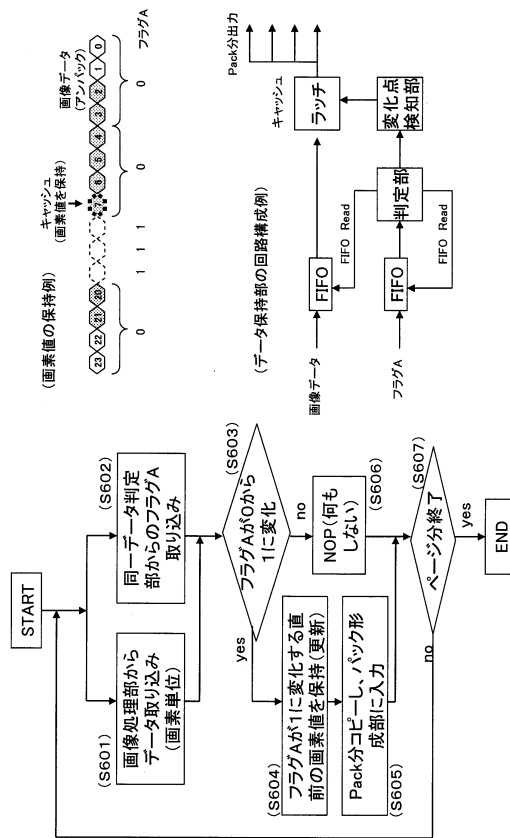 START
(S601)
画像処理部から
データ取り込み
(画素単位)
(S602)
同一データ判定
部からのフラグA
取り込み
(S603)
フラグAが0から
1に変化
yes
no
(S604)
フラグAが1に変化する直
前の画素値を保持(更新)
(S605)
Pack分コピーし、パック形
成部に入力
NOP(何も
しない)
(S606)
(S607)
ページ分終了
no
yes
END
(画素値の保持例)
キャッシュ
(画素値を保持)
画像データ
(アンパック)
23 22 21 20 7 6 5 4 3 2 1 0
0 1 1 1 0 0 フラグA
(データ保持部の回路構成例)
画像データ
フラグA
FIFO
FIFO
FIFO Read
FIFO Read
判定部
変化点
検知部
キャッシュ
ラッチ
Pack分出力